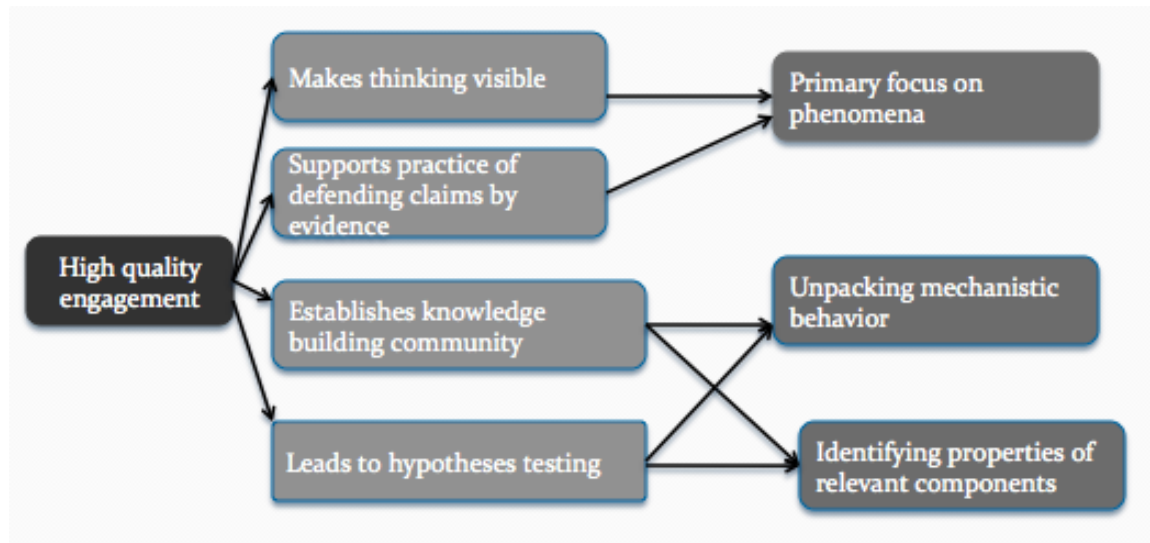 Makes thinking visible
Primary focus on
phenomena
Supports practice of
defending claims by
evidence
High quality
engagement
Establishes knowledge
building community
Unpacking mechanistic
behavior
Leads to hypotheses testing
Identifying properties of
relevant components